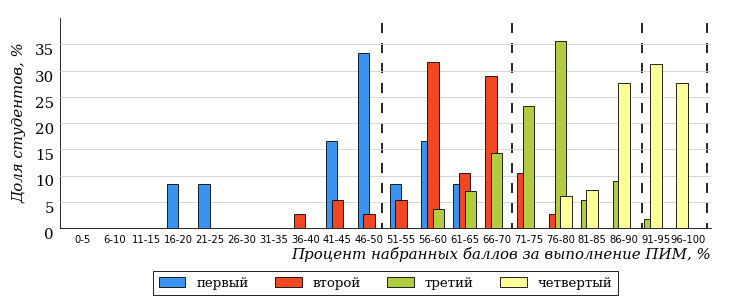 Доля студентов, %
35
30
25
20
15
10
5
0
0-5 6-10 11-15 16-20 21-25 26-30 31-35 36-40 41-45 46-50 51-55 56-60 61-65 66-70 71-75 76-80 81-85 86-90 91-95 96-100
Процент набранных баллов за выполнение ПИМ, %
первый второй третий четвертый